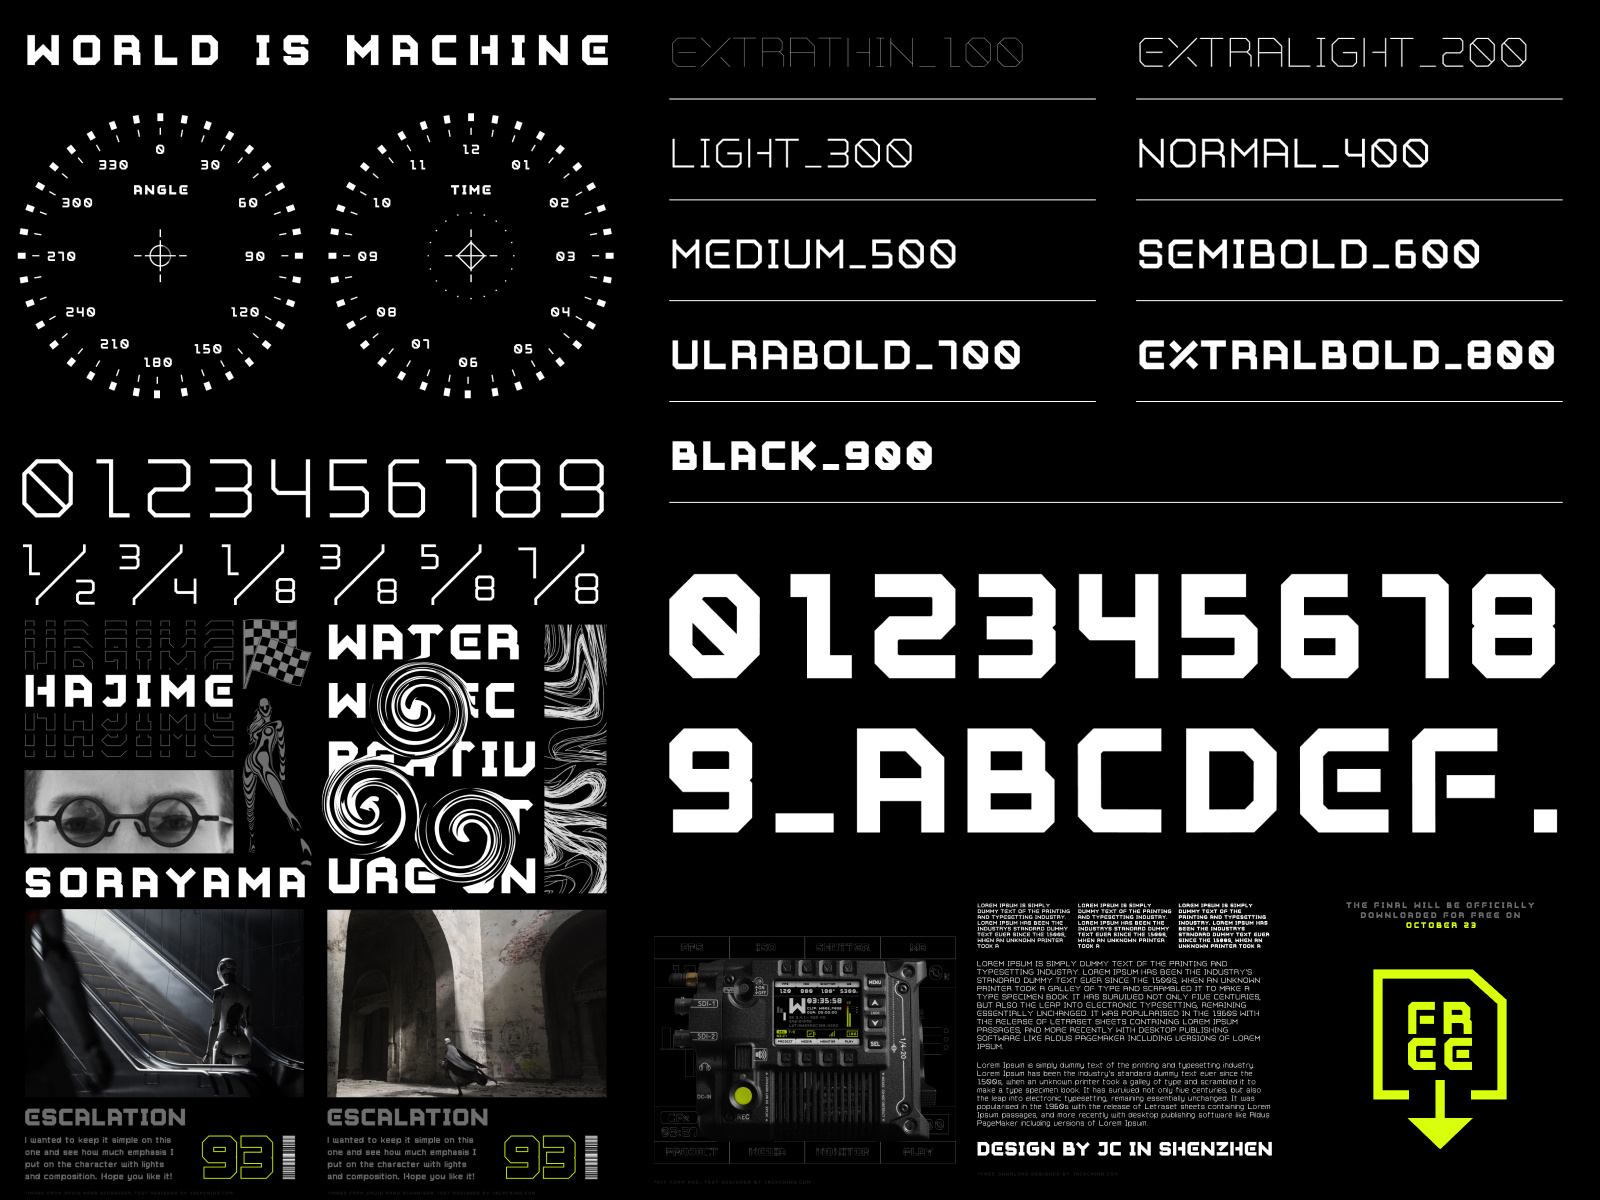 WORLD IS MACHINE
0
330
30
ANGLE
300
60
270
90
240
120
210
150
180
12
11
01
TIME
10
02
09
03
08
04
07
05
06
0123456789
1/2 3/4 1/8 3/8 5/8 7/8
HAJIME
HAJIME
HAJIME
SORAYAMA
WATER
ESCALATION
I wanted to keep it simple on this
one and see how much emphasis I
put on the character with lights
and composition. Hope you like it!
93
ESCALATION
I wanted to keep it simple on this
one and see how much emphasis I
put on the character with lights
and composition. Hope you like it!
93
EXTRATHIN_100
EXTRALIGHT_200
LIGHT_300
NORMAL_400
MEDIUM_500
SEMIBOLD_600
ULRABOLD_700
EXTRALBOLD_800
BLACK_900
012345678
9_ABCDEF.
FPS
ISO
SHUTTER
WB
SDI-1
SDI-2
DC-IN
REC
MENU
SEL
1/4-20
03:35:58
PROJECT
MEDIA
MONITOR
PLAY
LOREM IPSUM IS SIMPLY
DUMMY TEXT OF THE PRINTING
AND TYPESETTING INDUSTRY.
LOREM IPSUM HAS BEEN THE
INDUSTRYS STANDARD DUMMY
TEXT EVER SINCE THE 1500S,
WHEN AN UNKNOWN PRINTER
TOOK A
LOREM IPSUM IS SIMPLY
DUMMY TEXT OF THE PRINTING
AND TYPESETTING INDUSTRY.
LOREM IPSUM HAS BEEN THE
INDUSTRYS STANDARD DUMMY
TEXT EVER SINCE THE 1500S,
WHEN AN UNKNOWN PRINTER
TOOK A
LOREM IPSUM IS SIMPLY
DUMMY TEXT OF THE
PRINTING AND TYPESETTING
INDUSTRY. LOREM IPSUM HAS
BEEN THE INDUSTRYS
STANDARD DUMMY TEXT EVER
SINCE THE 1500S, WHEN AN
UNKNOWN PRINTER TOOK A
LOREM IPSUM IS SIMPLY DUMMY TEXT OF THE PRINTING AND
TYPESETTING INDUSTRY. LOREM IPSUM HAS BEEN THE INDUSTRY'S
STANDARD DUMMY TEXT EVER SINCE THE 1500S, WHEN AN UNKNOWN
PRINTER TOOK A GALLEY OF TYPE AND SCRAMBLED IT TO MAKE A
TYPE SPECIMEN BOOK. IT HAS SURVIVED NOT ONLY FIVE CENTURIES,
BUT ALSO THE LEAP INTO ELECTRONIC TYPESETTING, REMAINING
ESSENTIALLY UNCHANGED. IT WAS POPULARISED IN THE 1960S WITH
THE RELEASE OF LETRASET SHEETS CONTAINING LOREM IPSUM
PASSAGES, AND MORE RECENTLY WITH DESKTOP PUBLISHING
SOFTWARE LIKE ALDUS PAGEMAKER INCLUDING VERSIONS OF LOREM
IPSUM.
Lorem Ipsum is simply dummy text of the printing and typesetting industry.
Lorem Ipsum has been the industry's standard dummy text ever since the
1500s, when an unknown printer took a galley of type and scrambled it to
make a type specimen book. It has survived not only five centuries, but also
the leap into electronic typesetting, remaining essentially unchanged. It was
popularised in the 1960s with the release of Letraset sheets containing Lorem
Ipsum passages, and more recently with desktop publishing software like Aldus
PageMaker including versions of Lorem Ipsum.
DESIGN BY JC IN SHENZHEN
THE FINAL WILL BE OFFICIALLY
DOWNLOADED FOR FREE ON
OCTOBER 23
FR
EE